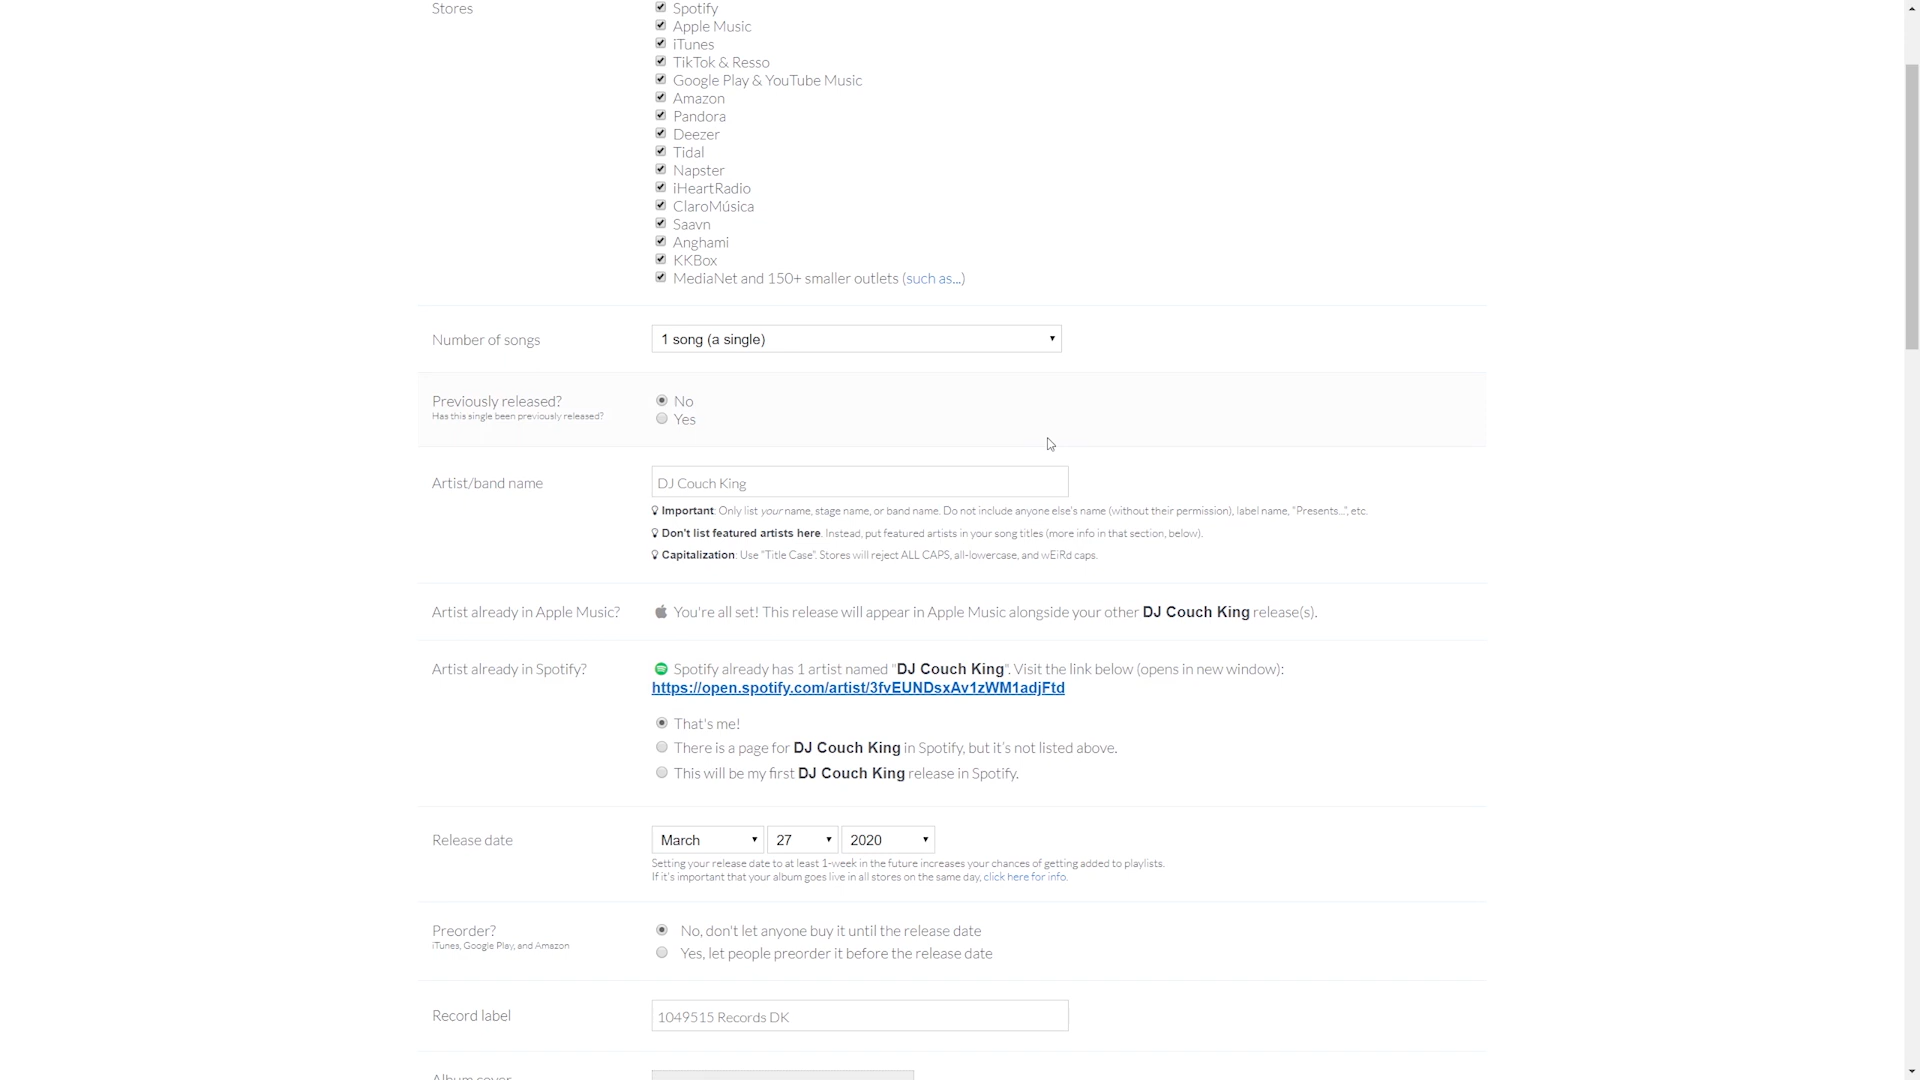 Stores
Spotify
Apple Music
iTunes
TikTok & Resso
Google Play & YouTube Music
Amazon
Pandora
Deezer
Tidal
Napster
iHeartRadio
ClaroMúsica
Saavn
Anghami
KKBox
MediaNet and 150+ smaller outlets (such as...)
Number of songs
1 song (a single)
Previously released?
Has this single been previously released?
No
Yes
Artist/band name
DJ Couch King
Important: Only list your name, stage name, or band name. Do not include anyone else's name (without their permission), label name, "Presents...", etc.
Don't list featured artists here. Instead, put featured artists in your song titles (more info in that section, below).
Capitalization: Use "Title Case". Stores will reject ALL CAPS, all-lowercase, and wEiRd caps.
Artist already in Apple Music?
You're all set! This release will appear in Apple Music alongside your other DJ Couch King release(s).
Artist already in Spotify?
Spotify already has 1 artist named "DJ Couch King". Visit the link below (opens in new window):
https://open.spotify.com/artist/3fvEUNDsxAv1zWM1adjFtd
That's me!
There is a page for DJ Couch King in Spotify, but it's not listed above.
This will be my first DJ Couch King release in Spotify.
Release date
March 27 2020
Setting your release date to at least 1-week in the future increases your chances of getting added to playlists.
If it's important that your album goes live in all stores on the same day, click here for info.
Preorder?
iTunes, Google Play, and Amazon
No, don't let anyone buy it until the release date
Yes, let people preorder it before the release date
Record label
1049515 Records DK
Album cover